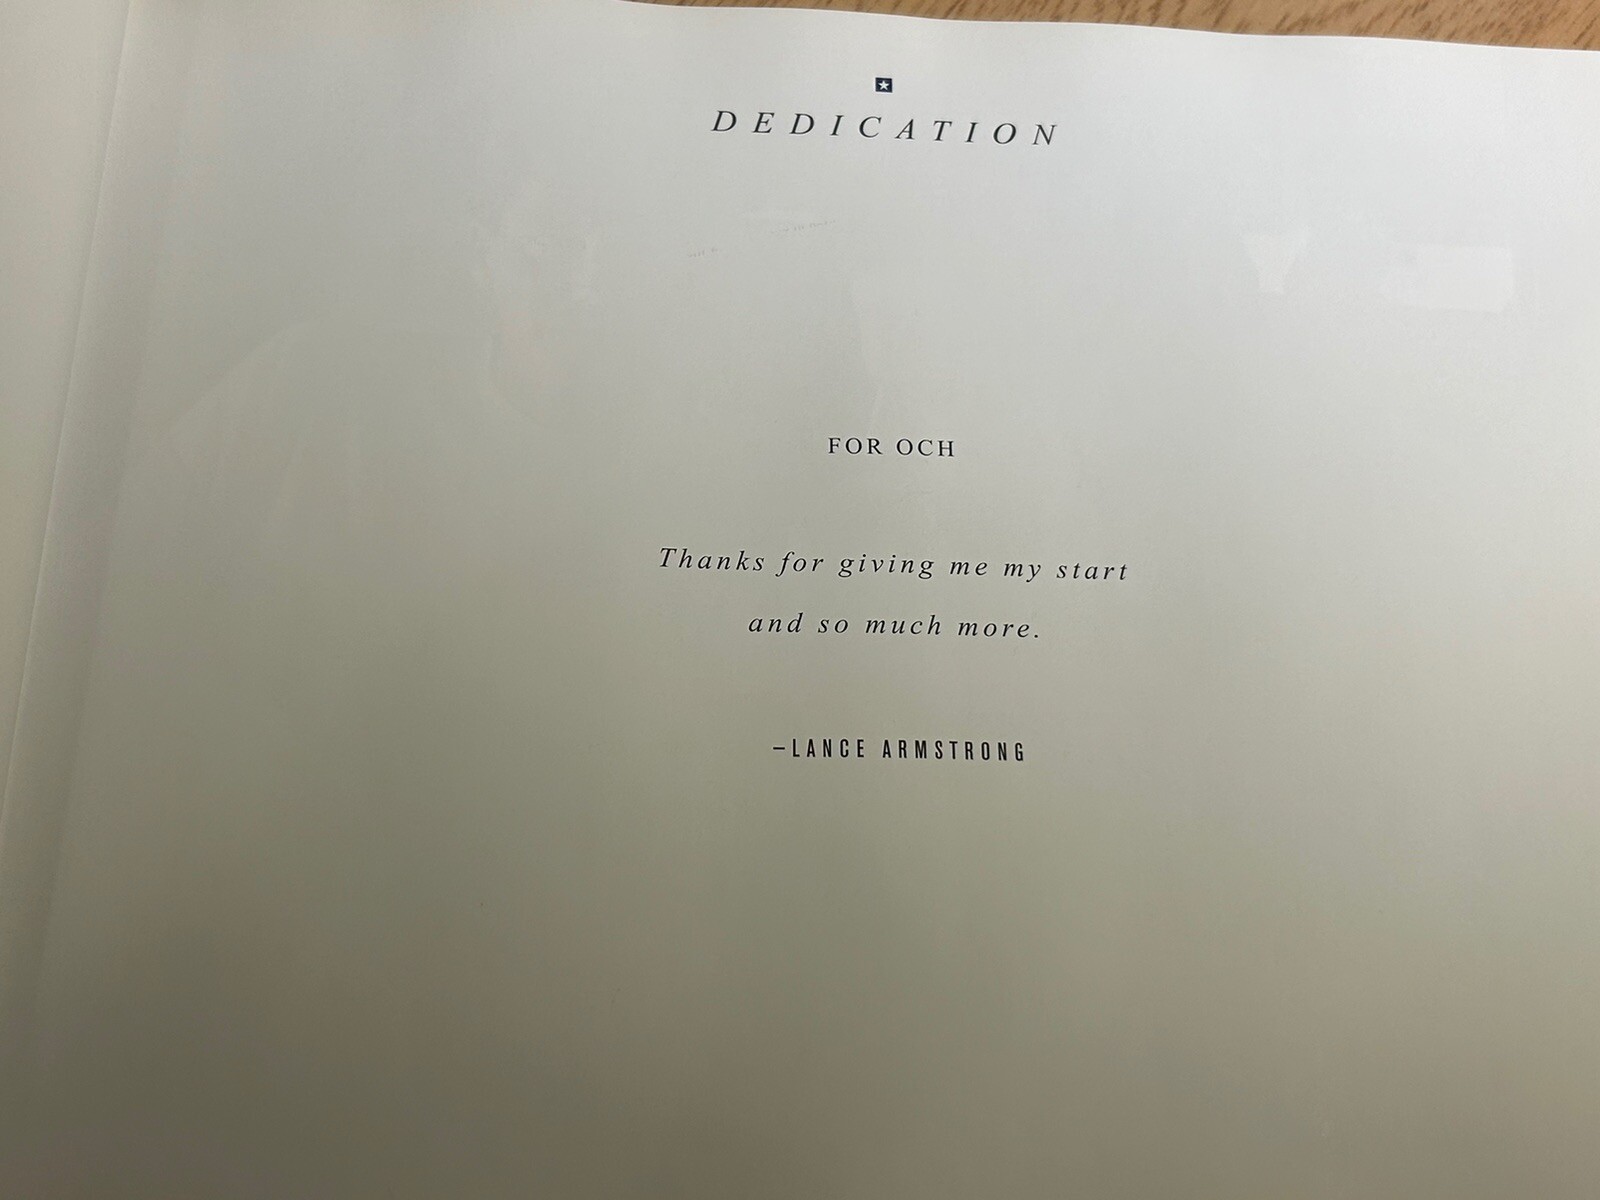 DEDICATION
FOR OCH
Thanks for giving me my start
and so much more.
–LANCE ARMSTRONG